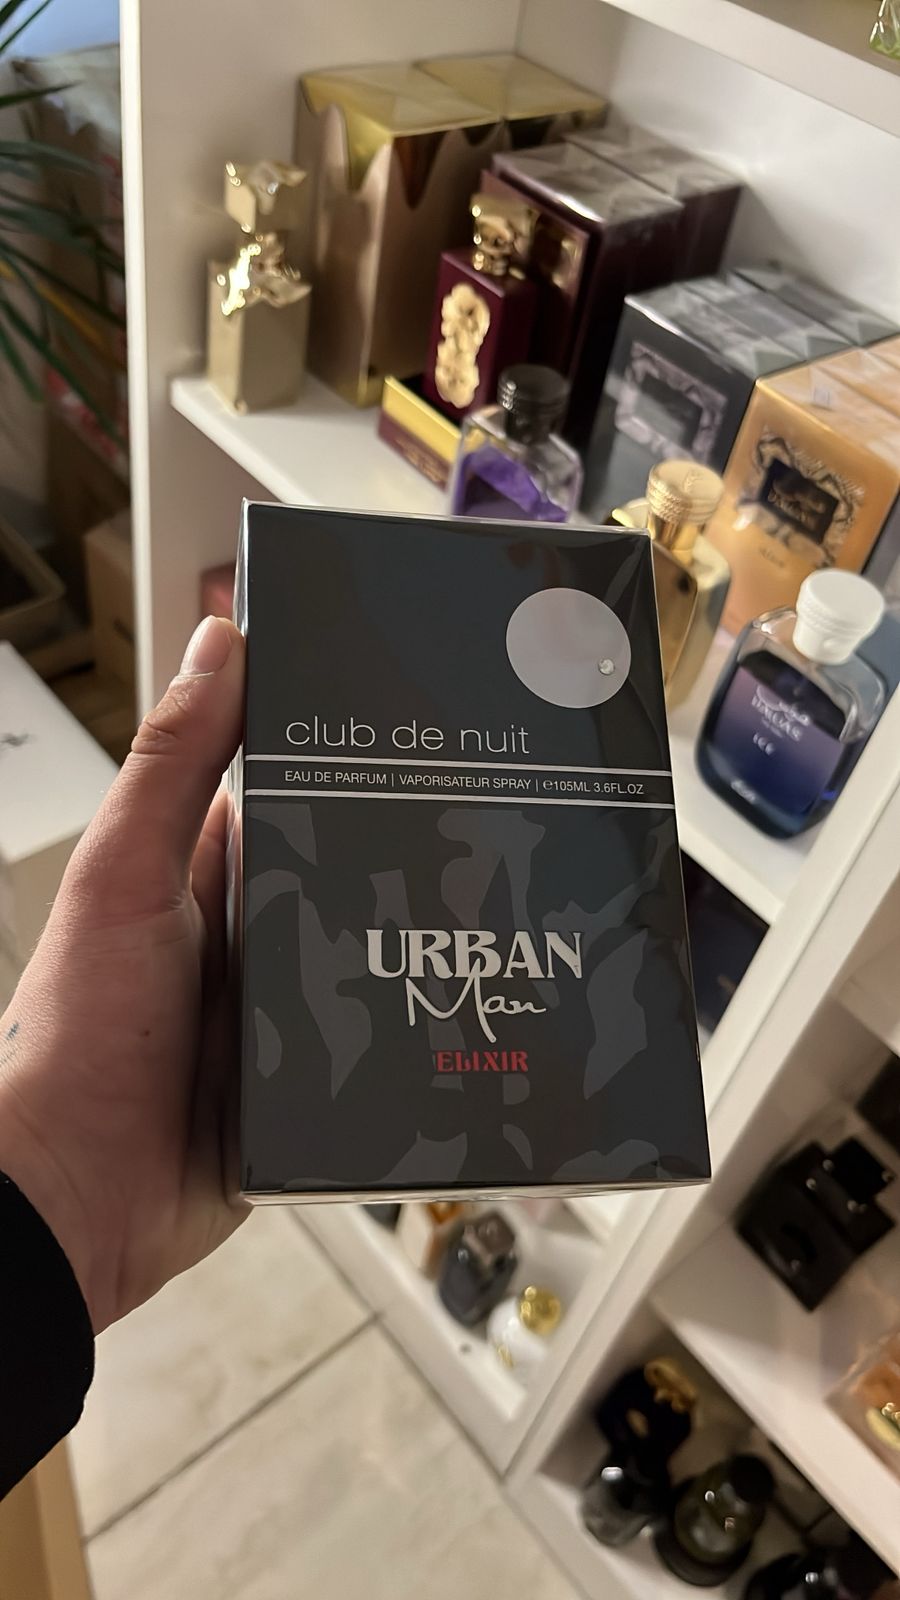 club de nuit
EAU DE PARFUM | VAPORISATEUR SPRAY | ℮105ML 3.6FL.OZ
URBAN
Man
ELIXIR